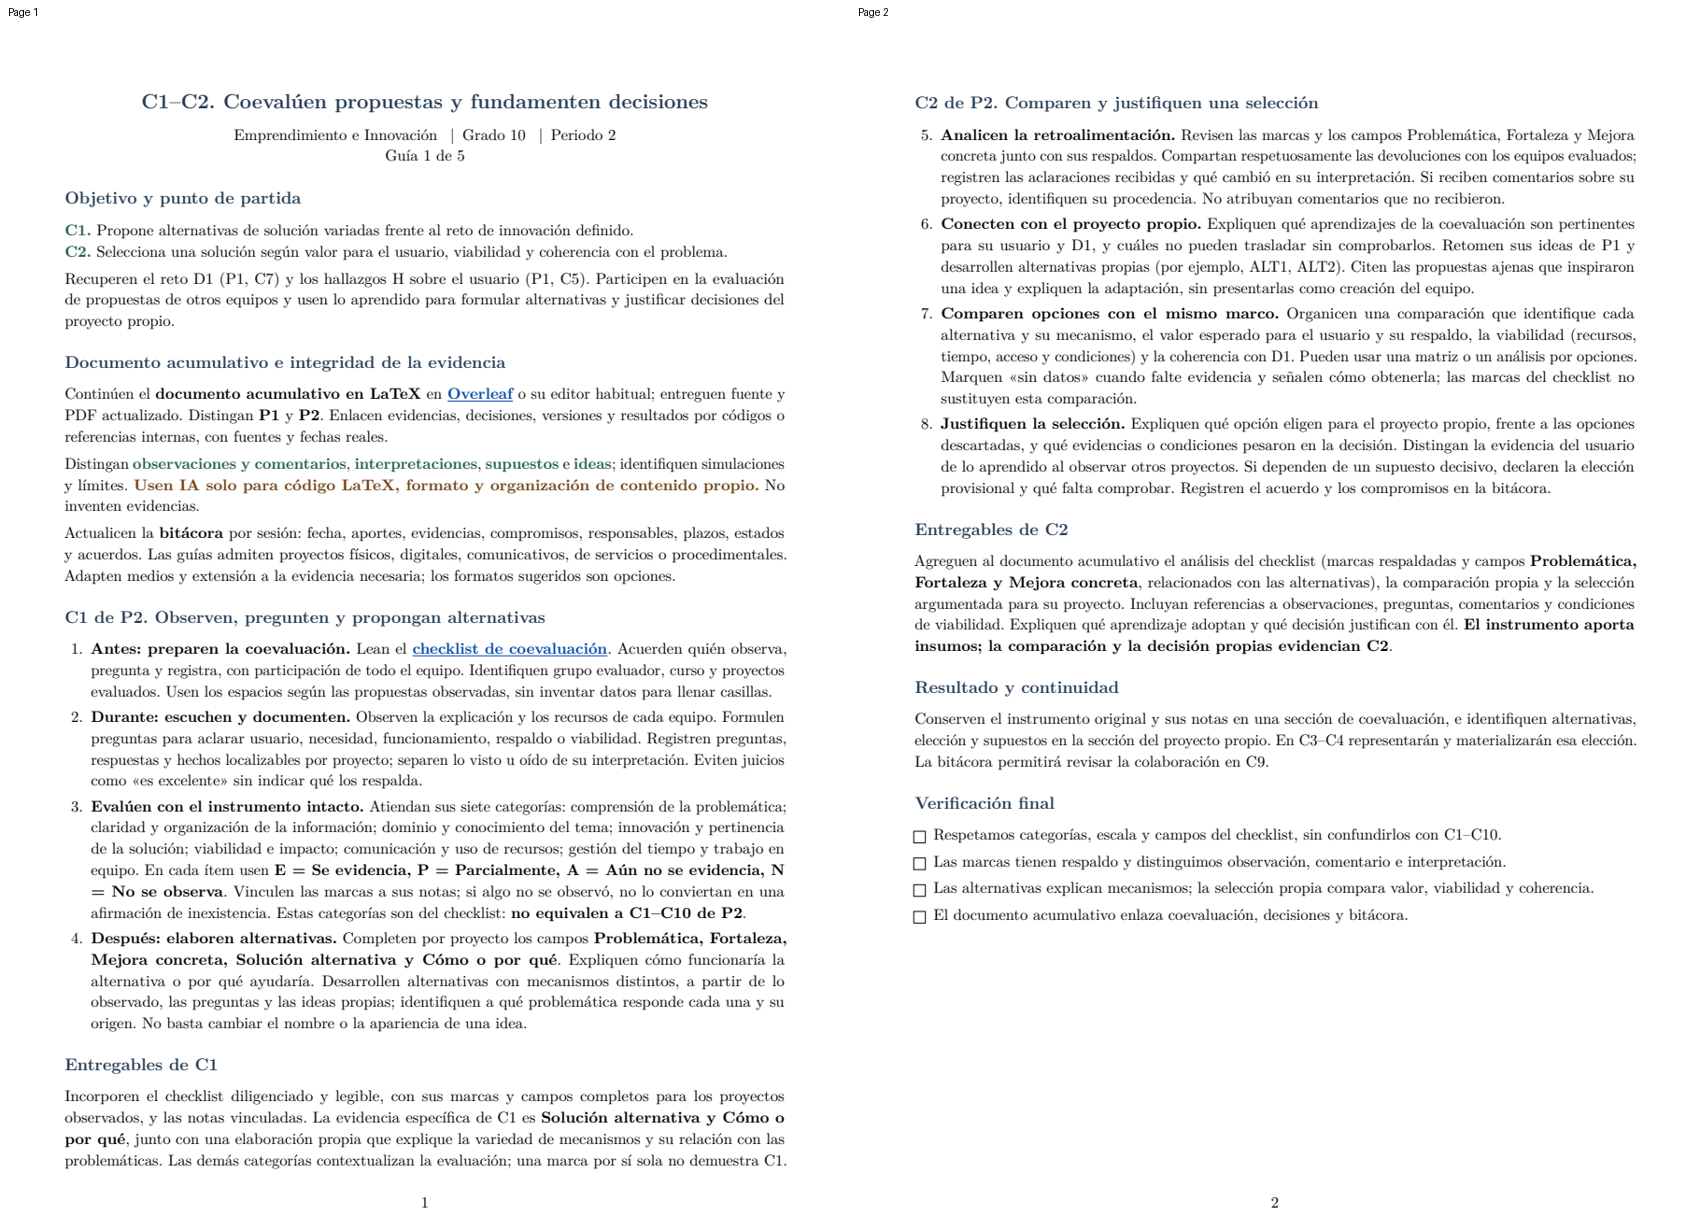 Page 1
C1–C2. Coevalúen propuestas y fundamenten decisiones
Emprendimiento e Innovación | Grado 10 | Periodo 2
Guía 1 de 5
Objetivo y punto de partida
C1. Propone alternativas de solución variadas frente al reto de innovación definido.
C2. Selecciona una solución según valor para el usuario, viabilidad y coherencia con el problema.
Recuperen el reto D1 (P1, C7) y los hallazgos H sobre el usuario (P1, C5). Participen en la evaluación
de propuestas de otros equipos y usen lo aprendido para formular alternativas y justificar decisiones del
proyecto propio.
Documento acumulativo e integridad de la evidencia
Continúen el documento acumulativo en LaTeX en Overleaf o su editor habitual; entreguen fuente y
PDF actualizado. Distingan P1 y P2. Enlacen evidencias, decisiones, versiones y resultados por códigos o
referencias internas, con fuentes y fechas reales.
Distingan observaciones y comentarios, interpretaciones, supuestos e ideas; identifiquen simulaciones
y límites. Usen IA solo para código LaTeX, formato y organización de contenido propio. No
inventen evidencias.
Actualicen la bitácora por sesión: fecha, aportes, evidencias, compromisos, responsables, plazos, estados
y acuerdos. Las guías admiten proyectos físicos, digitales, comunicativos, de servicios o procedimentales.
Adapten medios y extensión a la evidencia necesaria; los formatos sugeridos son opciones.
C1 de P2. Observen, pregunten y propongan alternativas
1. Antes: preparen la coevaluación. Lean el checklist de coevaluación. Acuerden quién observa,
pregunta y registra, con participación de todo el equipo. Identifiquen grupo evaluador, curso y proyectos
evaluados. Usen los espacios según las propuestas observadas, sin inventar datos para llenar casillas.
2. Durante: escuchen y documenten. Observen la explicación y los recursos de cada equipo. Formulen
preguntas para aclarar usuario, necesidad, funcionamiento, respaldo o viabilidad. Registren preguntas,
respuestas y hechos localizables por proyecto; separen lo visto u oído de su interpretación. Eviten juicios
como «es excelente» sin indicar qué los respalda.
3. Evalúen con el instrumento intacto. Atiendan sus siete categorías: comprensión de la problemática;
claridad y organización de la información; dominio y conocimiento del tema; innovación y pertinencia
de la solución; viabilidad e impacto; comunicación y uso de recursos; gestión del tiempo y trabajo en
equipo. En cada ítem usen E = Se evidencia, P = Parcialmente, A = Aún no se evidencia, N
= No se observa. Vinculen las marcas a sus notas; si algo no se observó, no lo conviertan en una
afirmación de inexistencia. Estas categorías son del checklist: no equivalen a C1–C10 de P2.
4. Después: elaboren alternativas. Completen por proyecto los campos Problemática, Fortaleza,
Mejora concreta, Solución alternativa y Cómo o por qué. Expliquen cómo funcionaría la
alternativa o por qué ayudaría. Desarrollen alternativas con mecanismos distintos, a partir de lo
observado, las preguntas y las ideas propias; identifiquen a qué problemática responde cada una y su
origen. No basta cambiar el nombre o la apariencia de una idea.
Entregables de C1
Incorporen el checklist diligenciado y legible, con sus marcas y campos completos para los proyectos
observados, y las notas vinculadas. La evidencia específica de C1 es Solución alternativa y Cómo o
por qué, junto con una elaboración propia que explique la variedad de mecanismos y su relación con las
problemáticas. Las demás categorías contextualizan la evaluación; una marca por sí sola no demuestra C1.
1
Page 2
C2 de P2. Comparen y justifiquen una selección
5. Analicen la retroalimentación. Revisen las marcas y los campos Problemática, Fortaleza y Mejora
concreta junto con sus respaldos. Compartan respetuosamente las devoluciones con los equipos evaluados;
registren las aclaraciones recibidas y qué cambió en su interpretación. Si reciben comentarios sobre su
proyecto, identifiquen su procedencia. No atribuyan comentarios que no recibieron.
6. Conecten con el proyecto propio. Expliquen qué aprendizajes de la coevaluación son pertinentes
para su usuario y D1, y cuáles no pueden trasladar sin comprobarlos. Retomen sus ideas de P1 y
desarrollen alternativas propias (por ejemplo, ALT1, ALT2). Citen las propuestas ajenas que inspiraron
una idea y expliquen la adaptación, sin presentarlas como creación del equipo.
7. Comparen opciones con el mismo marco. Organicen una comparación que identifique cada
alternativa y su mecanismo, el valor esperado para el usuario y su respaldo, la viabilidad (recursos,
tiempo, acceso y condiciones) y la coherencia con D1. Pueden usar una matriz o un análisis por opciones.
Marquen «sin datos» cuando falte evidencia y señalen cómo obtenerla; las marcas del checklist no
sustituyen esta comparación.
8. Justifiquen la selección. Expliquen qué opción eligen para el proyecto propio, frente a las opciones
descartadas, y qué evidencias o condiciones pesaron en la decisión. Distingan la evidencia del usuario
de lo aprendido al observar otros proyectos. Si dependen de un supuesto decisivo, declaren la elección
provisional y qué falta comprobar. Registren el acuerdo y los compromisos en la bitácora.
Entregables de C2
Agreguen al documento acumulativo el análisis del checklist (marcas respaldadas y campos Problemática,
Fortaleza y Mejora concreta, relacionados con las alternativas), la comparación propia y la selección
argumentada para su proyecto. Incluyan referencias a observaciones, preguntas, comentarios y condiciones
de viabilidad. Expliquen qué aprendizaje adoptan y qué decisión justifican con él. El instrumento aporta
insumos; la comparación y la decisión propias evidencian C2.
Resultado y continuidad
Conserven el instrumento original y sus notas en una sección de coevaluación, e identifiquen alternativas,
elección y supuestos en la sección del proyecto propio. En C3–C4 representarán y materializarán esa elección.
La bitácora permitirá revisar la colaboración en C9.
Verificación final
Respetamos categorías, escala y campos del checklist, sin confundirlos con C1–C10.
Las marcas tienen respaldo y distinguimos observación, comentario e interpretación.
Las alternativas explican mecanismos; la selección propia compara valor, viabilidad y coherencia.
El documento acumulativo enlaza coevaluación, decisiones y bitácora.
2